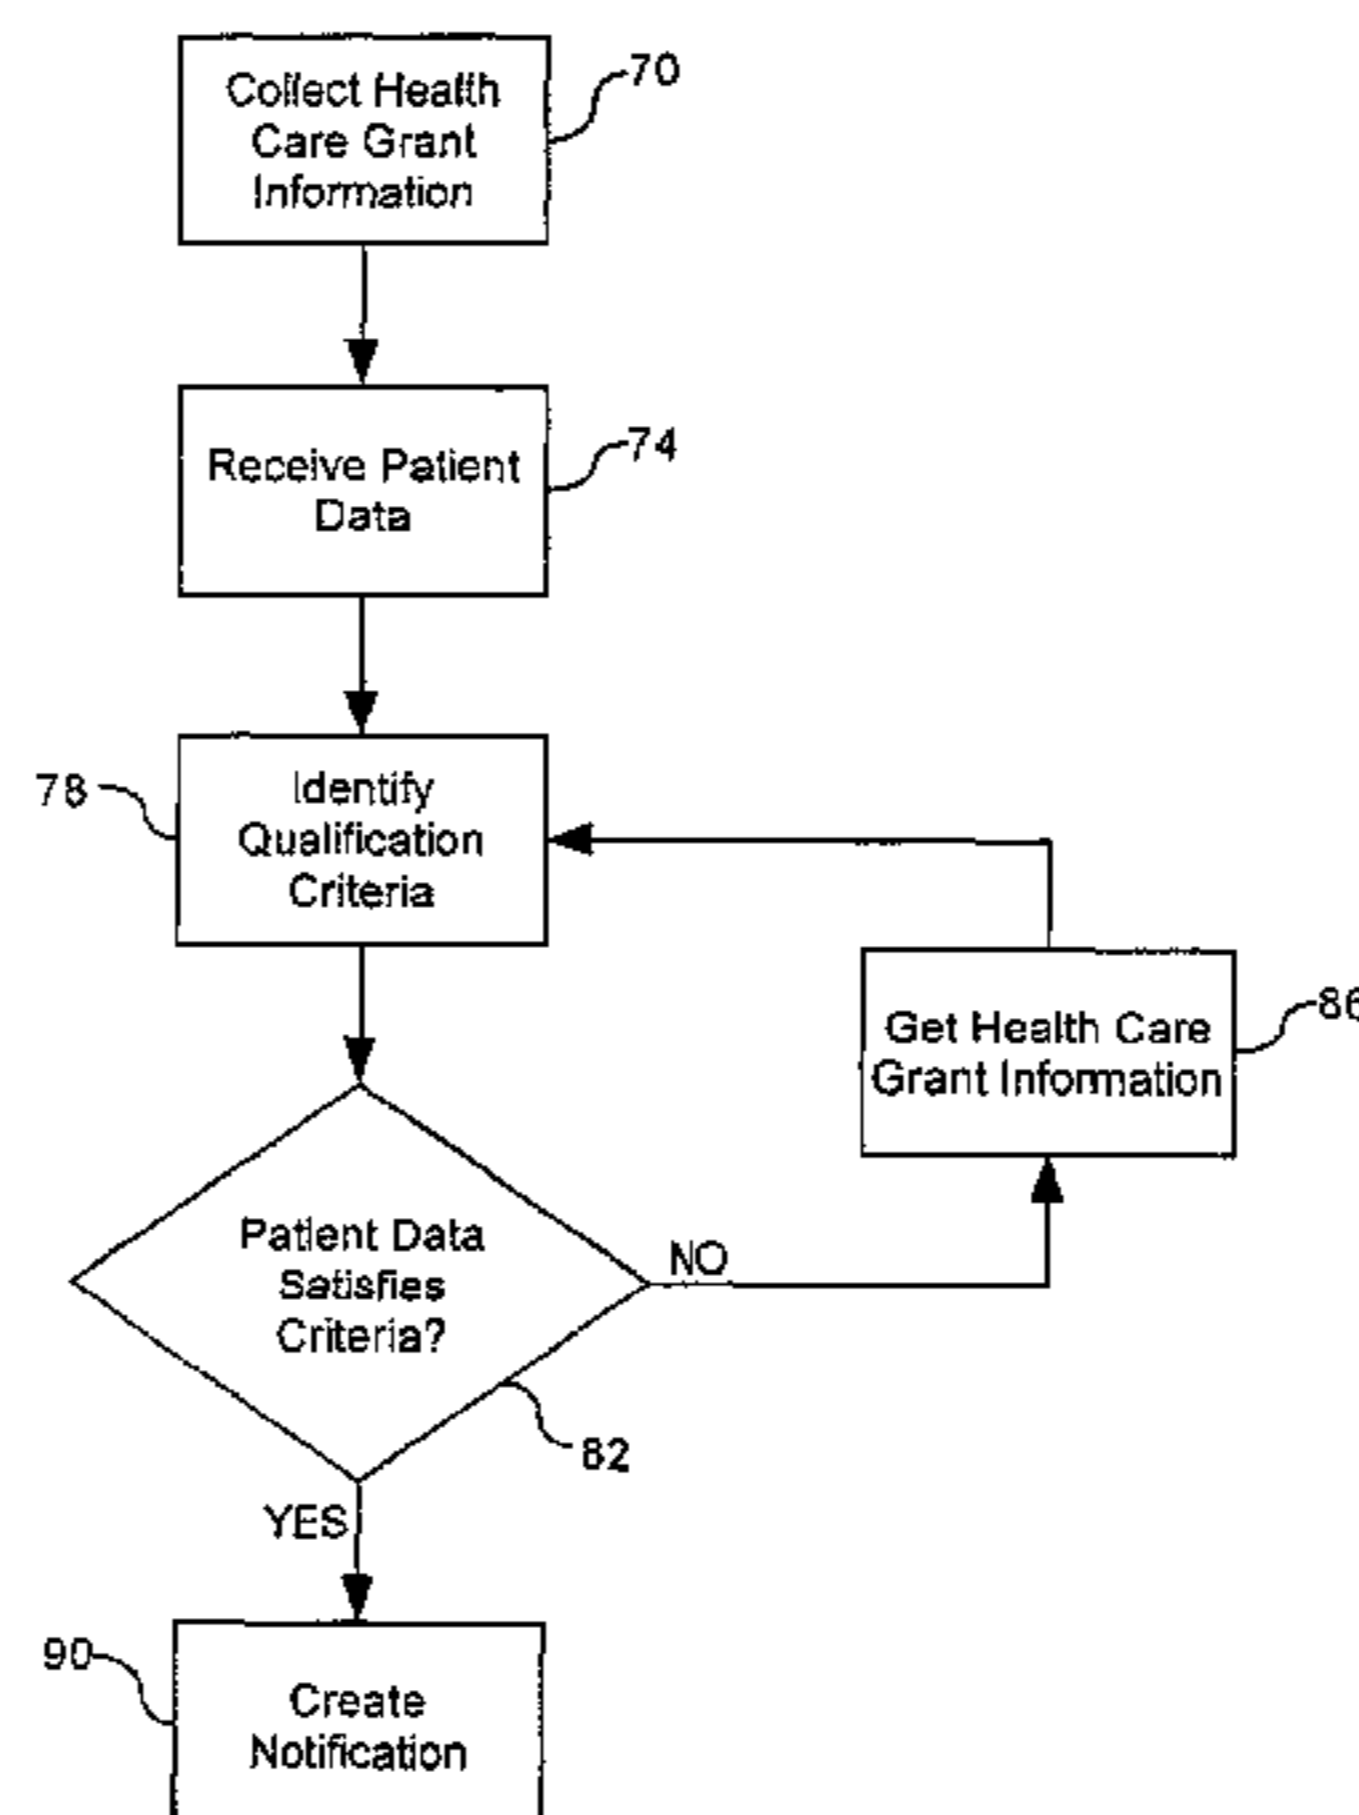 Collect Health
Care Grant
Information
70
Receive Patient
Data
74
78
Identify
Qualification
Criteria
Get Health Care
Grant Information
86
Patient Data
Satisfies
Criteria?
NO
82
YES
90
Create
Notification